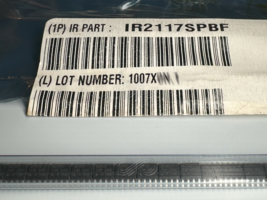 (1P) IR PART : IR2117SPBF
(L) LOT NUMBER: 1007X